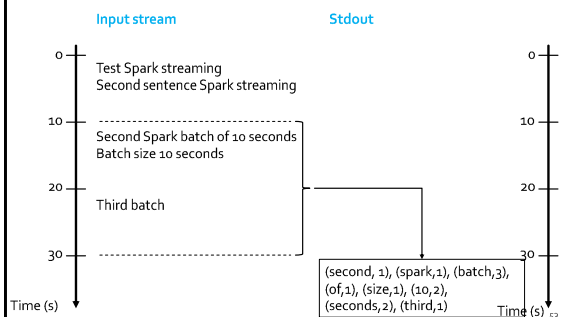 Input stream
Stdout
0
Test Spark streaming
Second sentence Spark streaming
10
Second Spark batch of 10 seconds
Batch size 10 seconds
20
Third batch
30
Time (s)
0
10
20
30
(second, 1), (spark,1), (batch,3),
(of,1), (size,1), (10,2),
(seconds,2), (third,1)
Time (s)
53